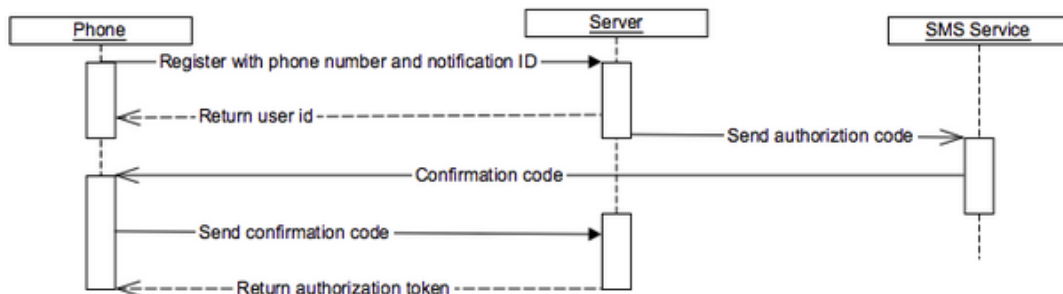 Phone
Server
SMS Service
Register with phone number and notification ID
Return user id
Send authoriztion code
Confirmation code
Send confirmation code
Return authorization token